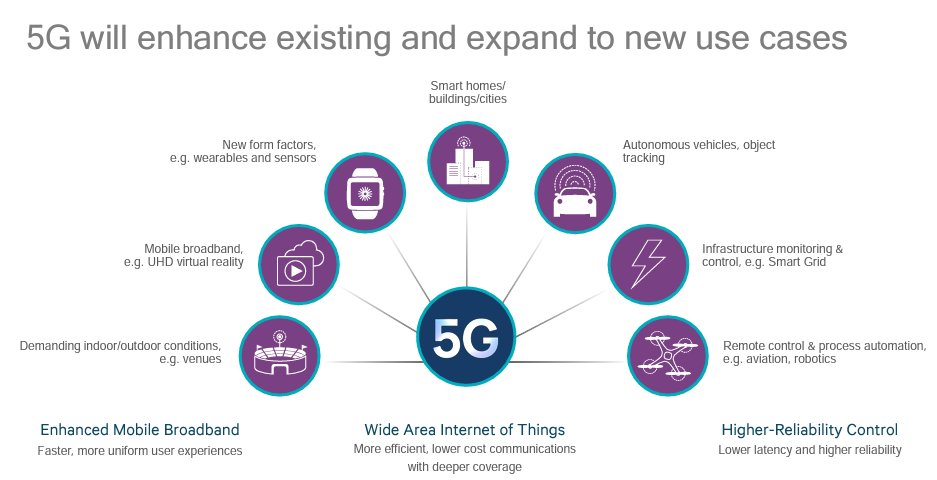 5G will enhance existing and expand to new use cases
Smart homes/
buildings/cities
New form factors,
e.g. wearables and sensors
Autonomous vehicles, object
tracking
Mobile broadband,
e.g. UHD virtual reality
Infrastructure monitoring &
control, e.g. Smart Grid
5G
Demanding indoor/outdoor conditions,
e.g. venues
Remote control & process automation,
e.g. aviation, robotics
Enhanced Mobile Broadband
Faster, more uniform user experiences
Wide Area Internet of Things
More efficient, lower cost communications
with deeper coverage
Higher-Reliability Control
Lower latency and higher reliability